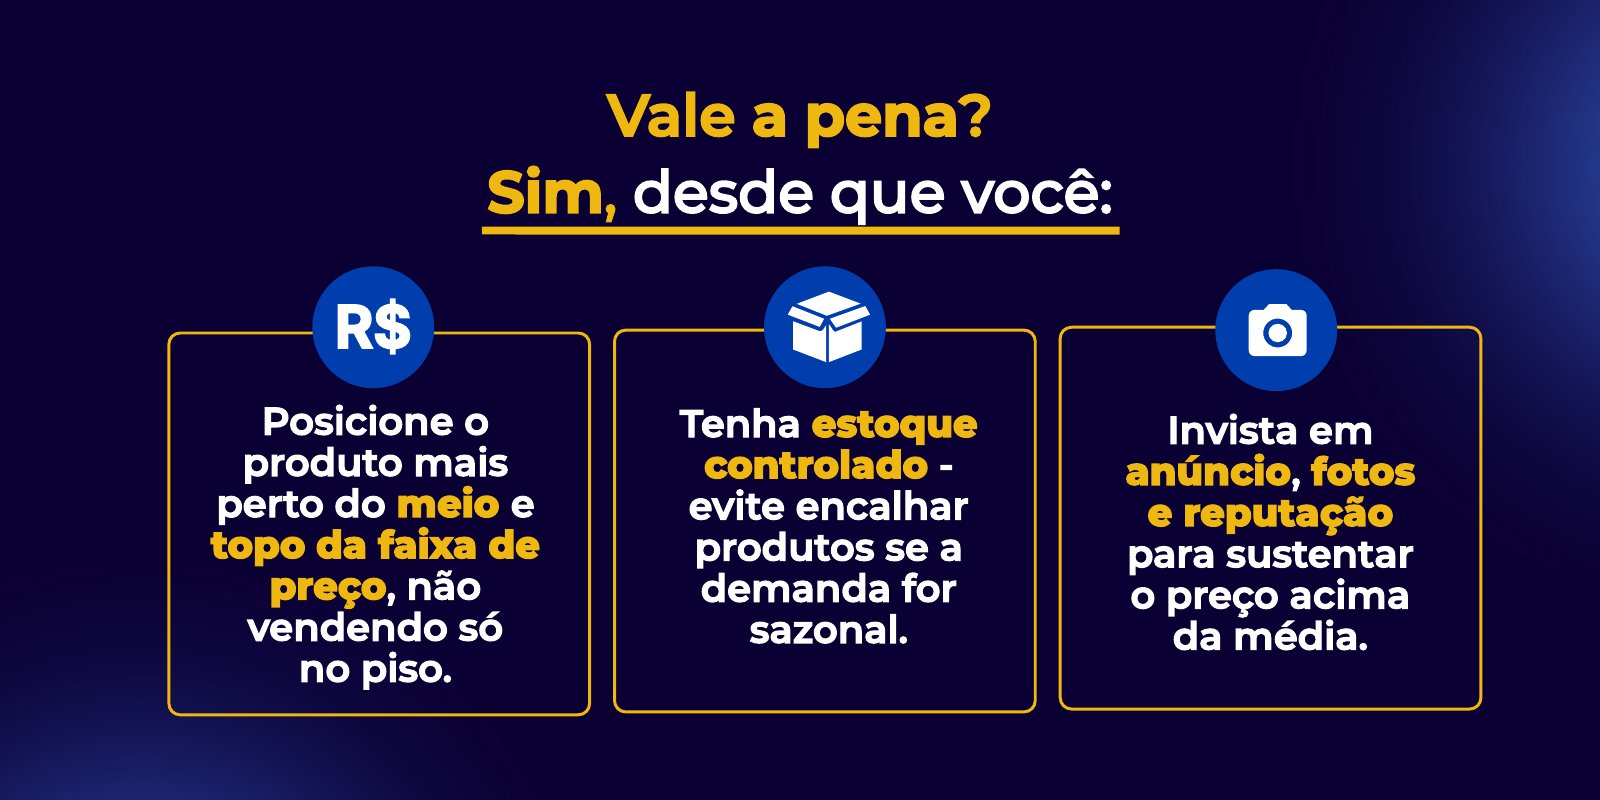 Vale a pena?
Sim, desde que você:
R$
Posicione o
produto mais
perto do meio e
topo da faixa de
preço, não
vendendo só
no piso.
Tenha estoque
controlado -
evite encalhar
produtos se a
demanda for
sazonal.
Invista em
anúncio, fotos
e reputação
para sustentar
o preço acima
da média.